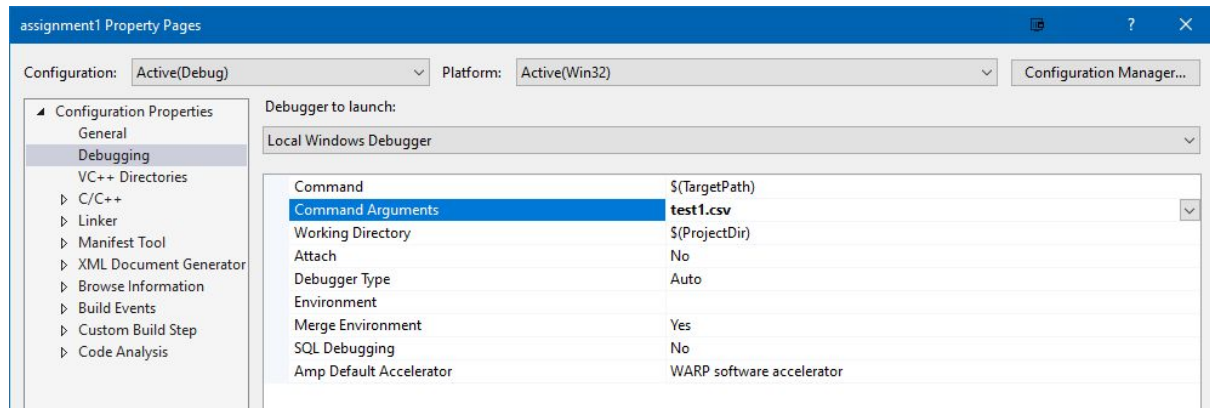 assignment1 Property Pages
Configuration: Active(Debug) Platform: Active(Win32) Configuration Manager...
Configuration Properties
General
Debugging
VC++ Directories
C/C++
Linker
Manifest Tool
XML Document Generator
Browse Information
Build Events
Custom Build Step
Code Analysis
Debugger to launch:
Local Windows Debugger
Command $(TargetPath)
Command Arguments test1.csv
Working Directory $(ProjectDir)
Attach No
Debugger Type Auto
Environment
Merge Environment Yes
SQL Debugging No
Amp Default Accelerator WARP software accelerator